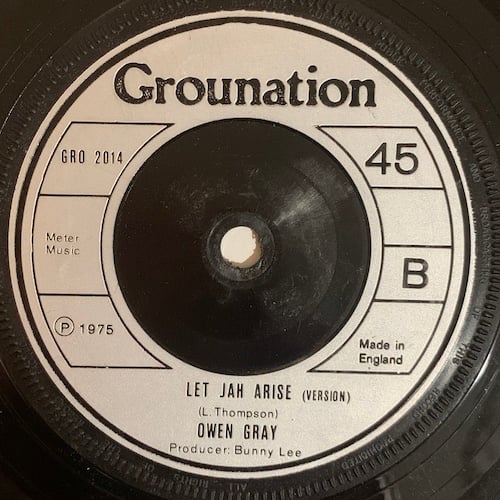 Grounation
GRO 2014
45
Meter
Music
B
Ⓟ 1975
Made in
England
LET JAH ARISE (VERSION)
(L. Thompson)
OWEN GRAY
Producer: Bunny Lee